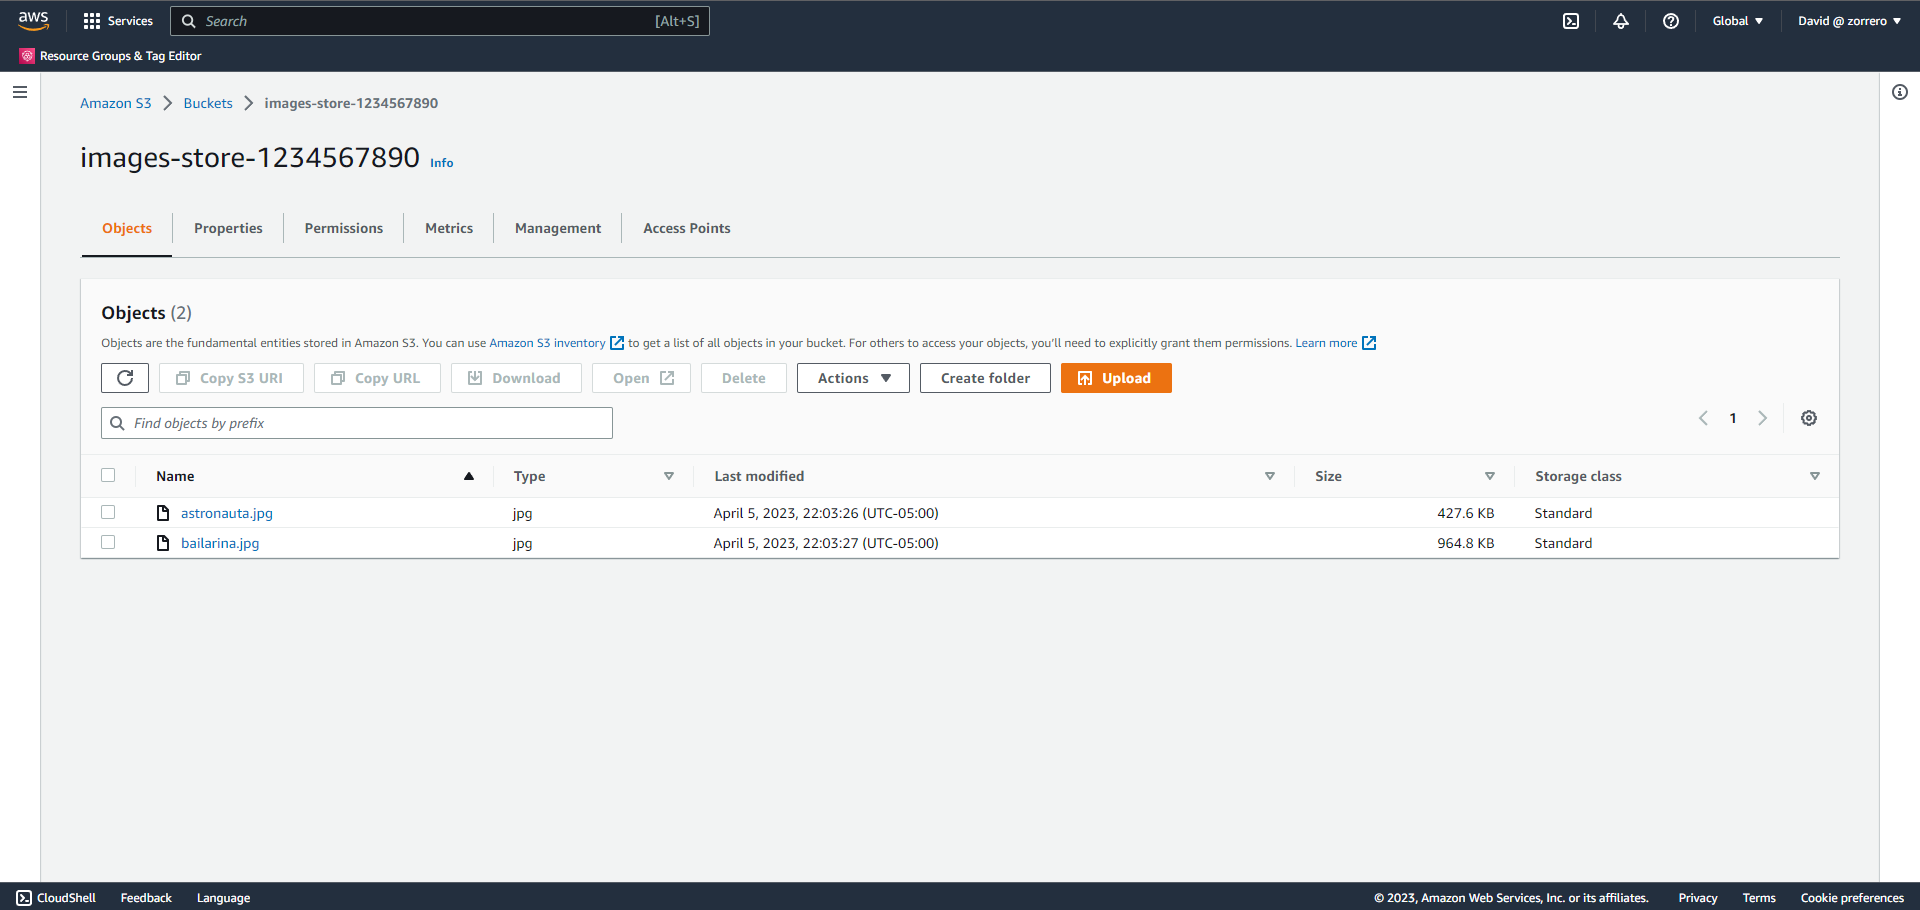 aws Services Search [Alt+S] Global David @ zorrero
Resource Groups & Tag Editor
Amazon S3 Buckets images-store-1234567890
images-store-1234567890 Info
Objects Properties Permissions Metrics Management Access Points
Objects (2)
Objects are the fundamental entities stored in Amazon S3. You can use Amazon S3 inventory to get a list of all objects in your bucket. For others to access your objects, you'll need to explicitly grant them permissions. Learn more
Copy S3 URI Copy URL Download Open Delete Actions Create folder Upload
Find objects by prefix 1
Name Type Last modified Size Storage class
astronauta.jpg jpg April 5, 2023, 22:03:26 (UTC-05:00) 427.6 KB Standard
bailarina.jpg jpg April 5, 2023, 22:03:27 (UTC-05:00) 964.8 KB Standard
CloudShell Feedback Language © 2023, Amazon Web Services, Inc. or its affiliates. Privacy Terms Cookie preferences